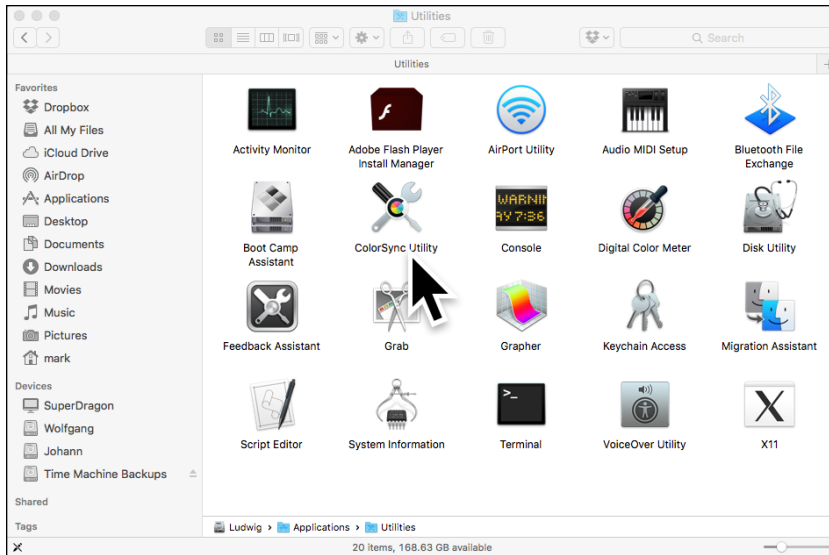 Utilities
Search
Utilities
Favorites
Dropbox
All My Files
iCloud Drive
AirDrop
Applications
Desktop
Documents
Downloads
Movies
Music
Pictures
mark
Devices
SuperDragon
Wolfgang
Johann
Time Machine Backups
Shared
Tags
Activity Monitor
Adobe Flash Player
Install Manager
AirPort Utility
Audio MIDI Setup
Bluetooth File
Exchange
WARNIN
AY 7:36
Boot Camp
Assistant
ColorSync Utility
Console
Digital Color Meter
Disk Utility
Feedback Assistant
Grab
Grapher
Keychain Access
Migration Assistant
>_
Script Editor
System Information
Terminal
VoiceOver Utility
X11
Ludwig › Applications › Utilities
20 items, 168.63 GB available